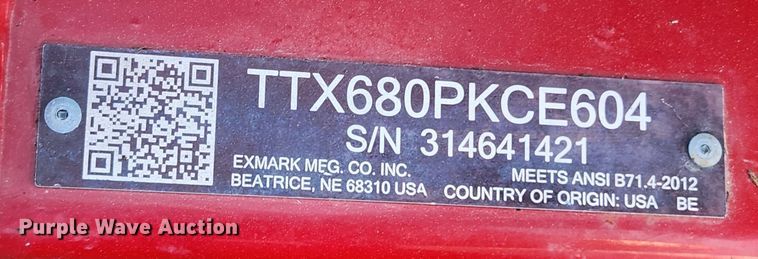 TTX680PKCE604
S/N 314641421
EXMARK MFG. CO. INC.
BEATRICE, NE 68310 USA
MEETS ANSI B71.4-2012
COUNTRY OF ORIGIN: USA BE
Purple Wave Auction